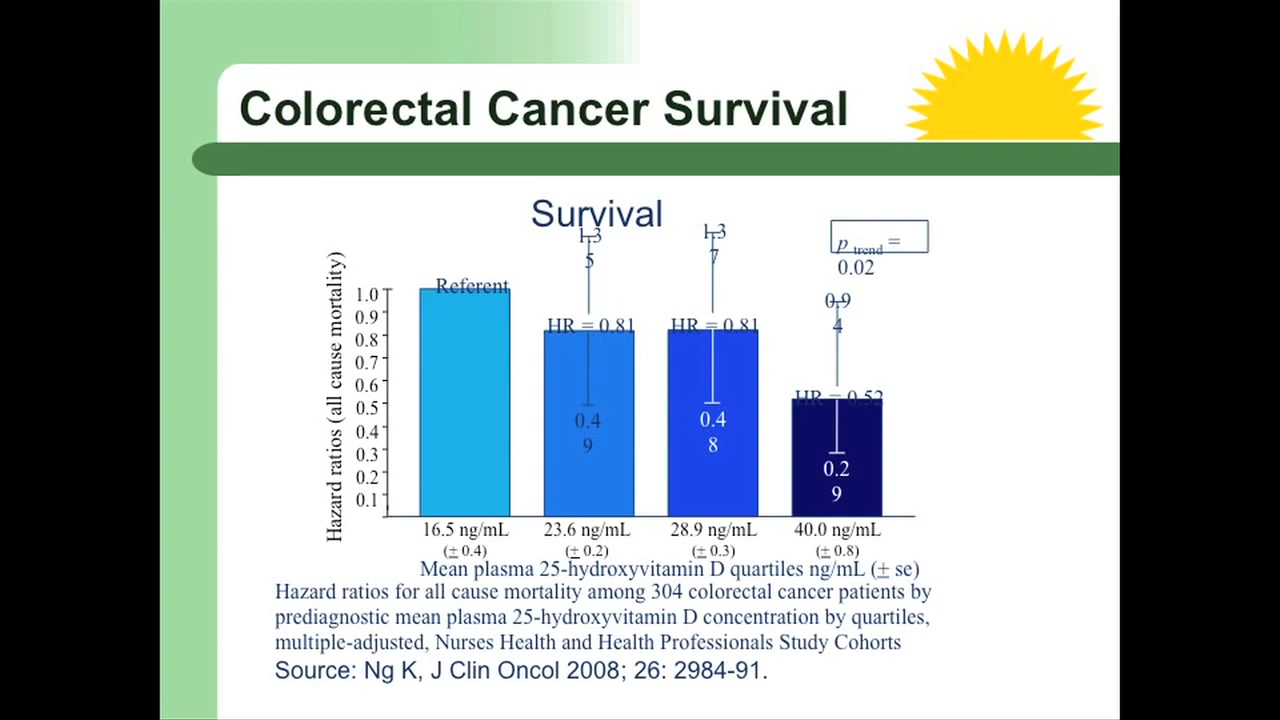 Colorectal Cancer Survival
Survival
p trend =
0.02
1.3
5
1.3
7
0.9
4
Referent
HR = 0.81
HR = 0.81
HR = 0.52
0.4
9
0.4
8
0.2
9
Hazard ratios (all cause mortality)
1.0
0.9
0.8
0.7
0.6
0.5
0.4
0.3
0.2
0.1
16.5 ng/mL 23.6 ng/mL 28.9 ng/mL 40.0 ng/mL
(± 0.4) (± 0.2) (± 0.3) (± 0.8)
Mean plasma 25-hydroxyvitamin D quartiles ng/mL (± se)
Hazard ratios for all cause mortality among 304 colorectal cancer patients by
prediagnostic mean plasma 25-hydroxyvitamin D concentration by quartiles,
multiple-adjusted, Nurses Health and Health Professionals Study Cohorts
Source: Ng K, J Clin Oncol 2008; 26: 2984-91.